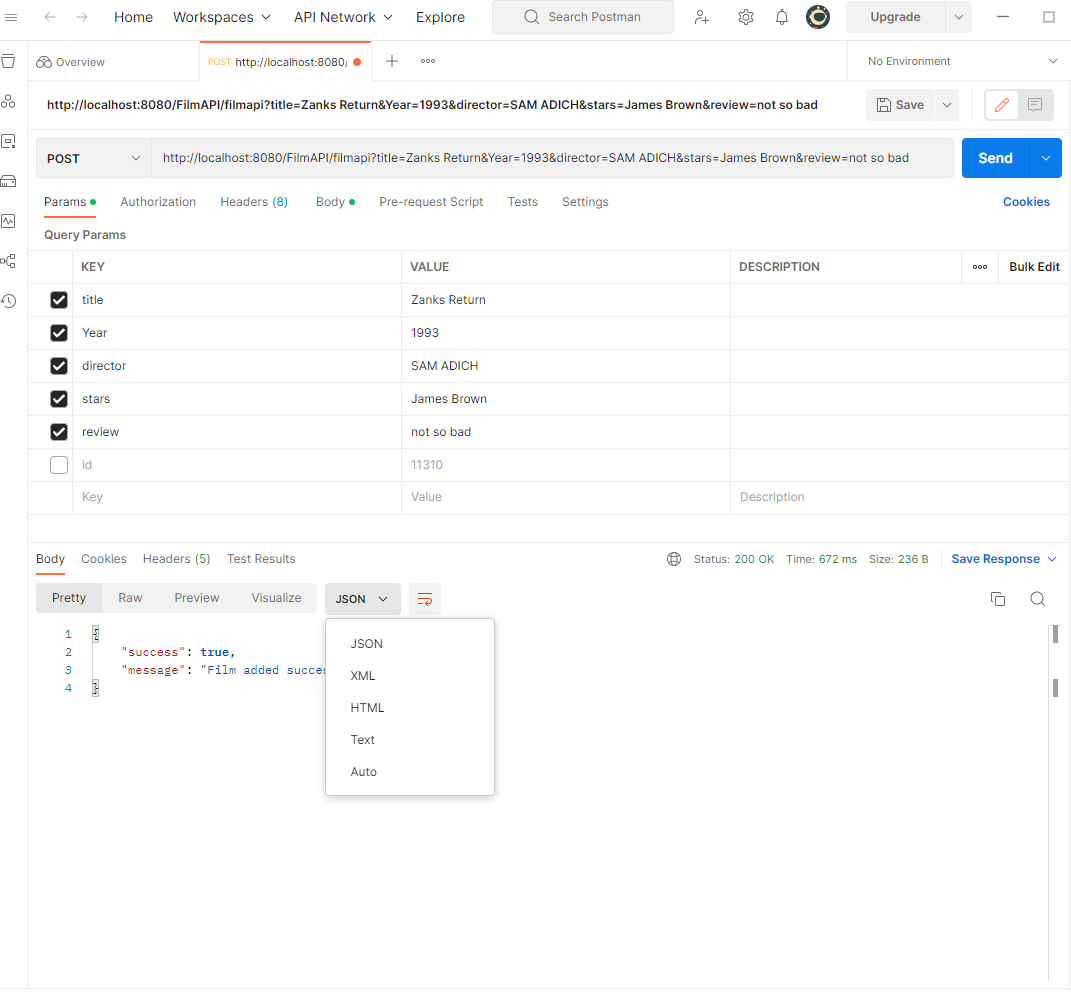 Home Workspaces API Network Explore Search Postman Upgrade
Overview POST http://localhost:8080/ No Environment
http://localhost:8080/FilmAPI/filmapi?title=Zanks Return&Year=1993&director=SAM ADICH&stars=James Brown&review=not so bad Save
POST http://localhost:8080/FilmAPI/filmapi?title=Zanks Return&Year=1993&director=SAM ADICH&stars=James Brown&review=not so bad Send
Params Authorization Headers (8) Body Pre-request Script Tests Settings Cookies
Query Params
KEY VALUE DESCRIPTION Bulk Edit
title Zanks Return
Year 1993
director SAM ADICH
stars James Brown
review not so bad
id 11310
Key Value Description
Body Cookies Headers (5) Test Results Status: 200 OK Time: 672 ms Size: 236 B Save Response
Pretty Raw Preview Visualize JSON
1 {
2 "success": true,
3 "message": "Film added succes
4 }
JSON
XML
HTML
Text
Auto